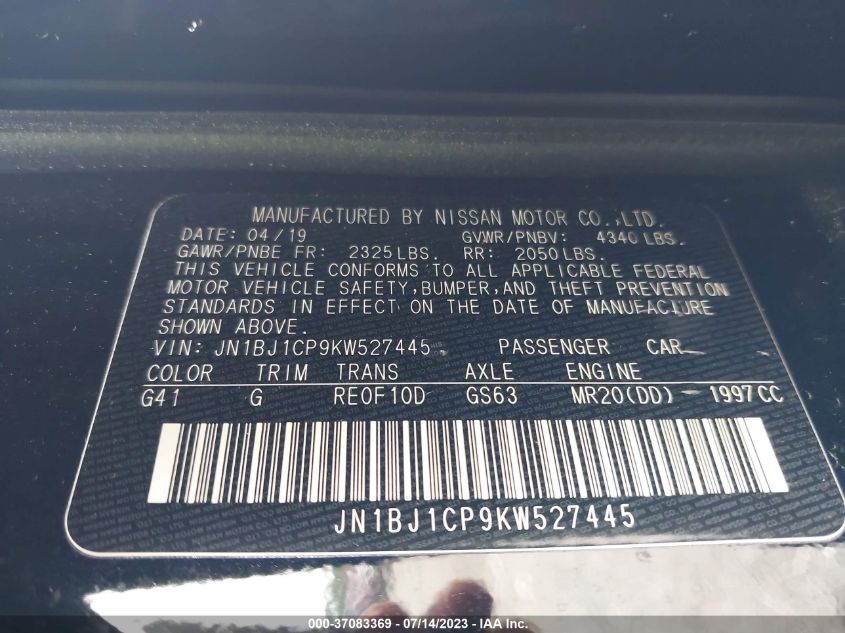 MANUFACTURED BY NISSAN MOTOR CO.,LTD.
DATE: 04/19 GVWR/PNBV: 4340 LBS.
GAWR/PNBE FR: 2325 LBS. RR: 2050 LBS.
THIS VEHICLE CONFORMS TO ALL APPLICABLE FEDERAL
MOTOR VEHICLE SAFETY,BUMPER,AND THEFT PREVENTION
STANDARDS IN EFFECT ON THE DATE OF MANUFACTURE
SHOWN ABOVE.
VIN: JN1BJ1CP9KW527445 PASSENGER CAR
COLOR TRIM TRANS AXLE ENGINE
G41 G RE0F10D GS63 MR20(DD) 1997CC
JN1BJ1CP9KW527445
000-37083369 - 07/14/2023 - IAA Inc.